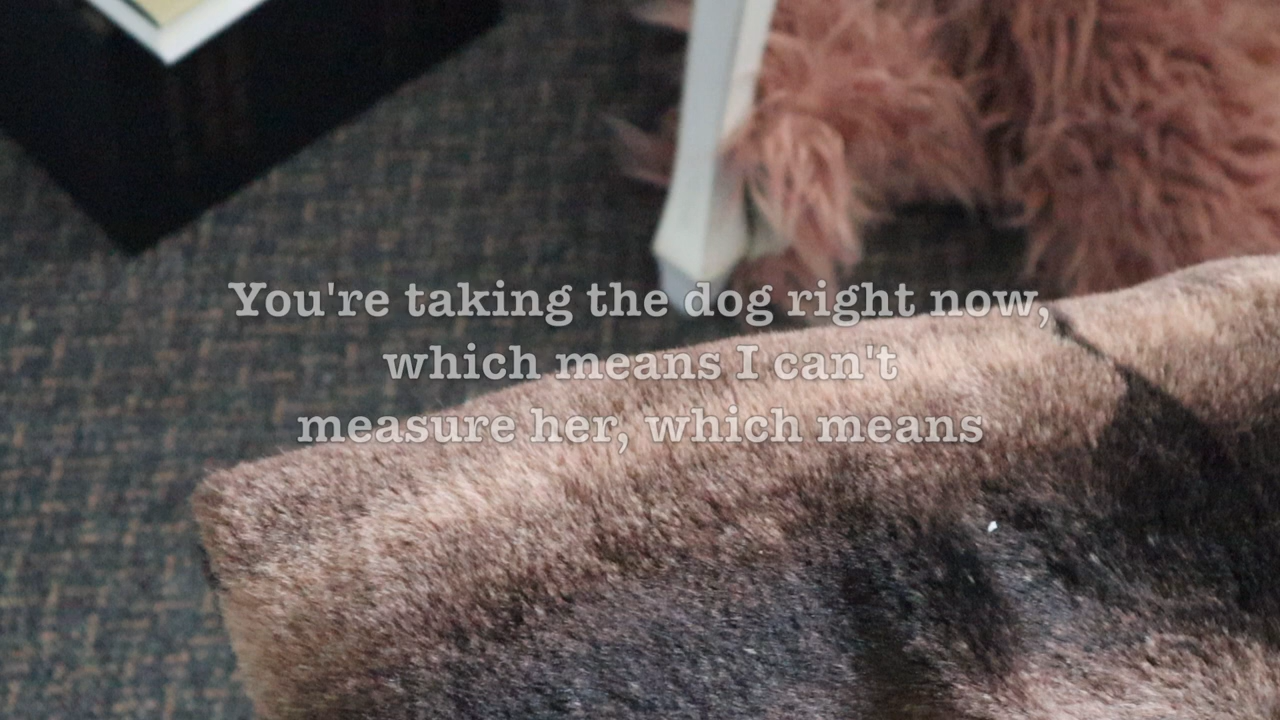 You're taking the dog right now,
which means I can't
measure her, which means